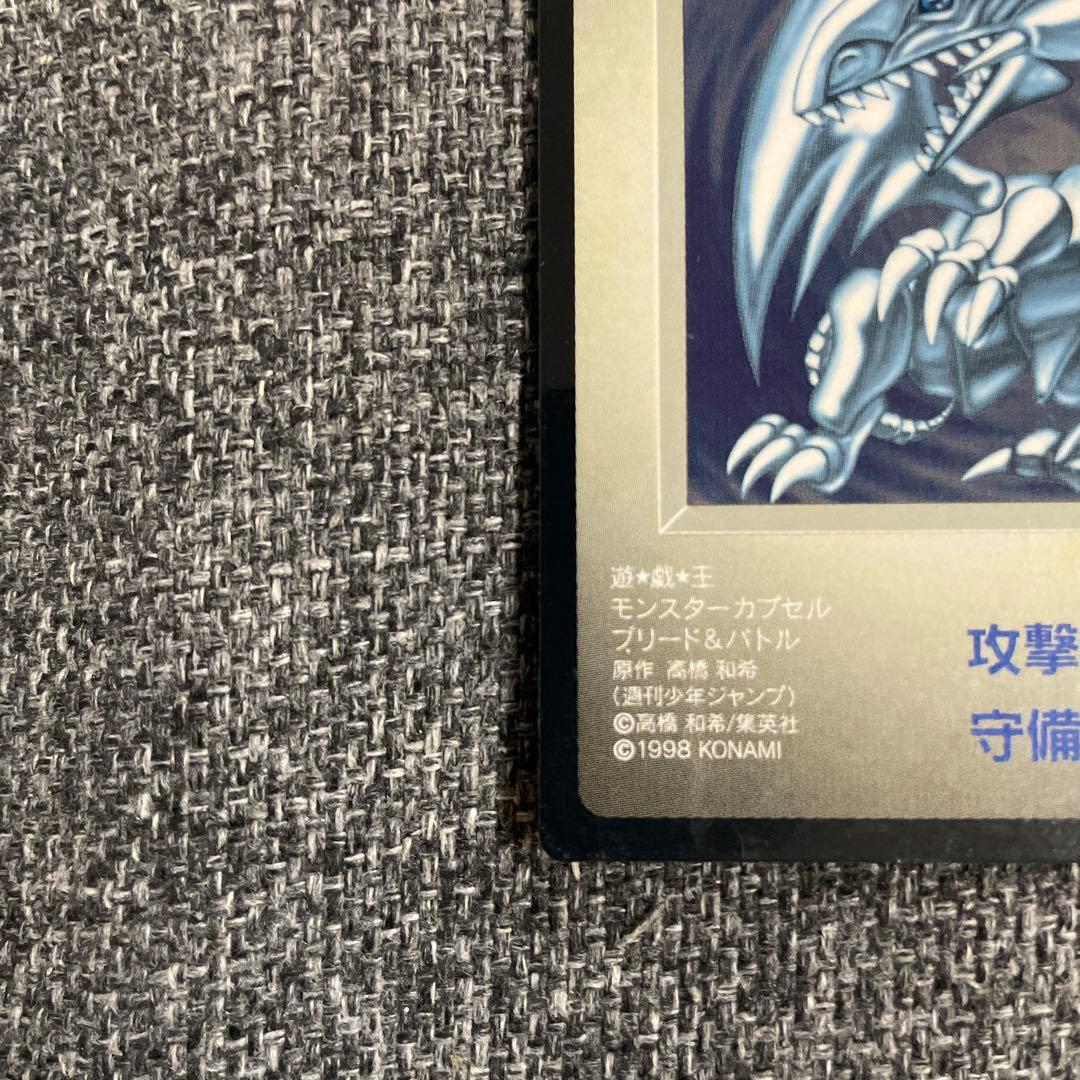 遊★戯★王
モンスターカプセル
ブリード&バトル
原作 高橋 和希
(週刊少年ジャンプ)
©高橋 和希/集英社
©1998 KONAMI
攻撃
守備